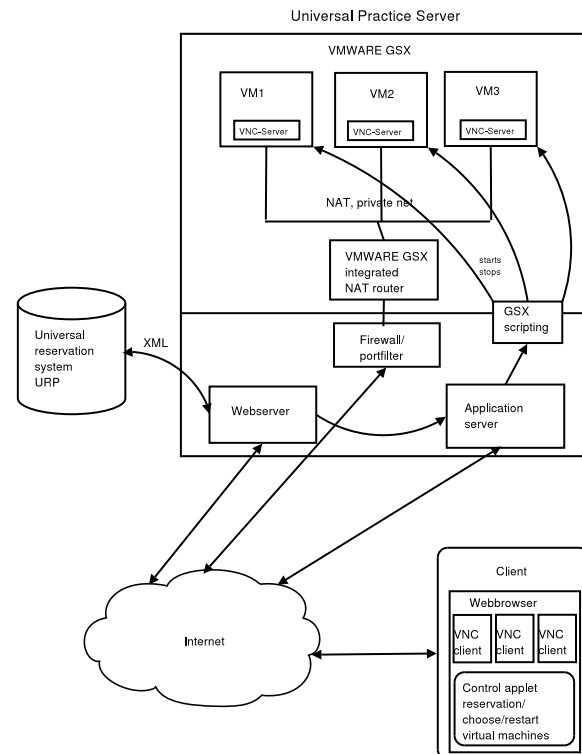 Universal Practice Server
VMWARE GSX
VM1
VM2
VM3
VNC-Server
VNC-Server
VNC-Server
NAT, private net
VMWARE GSX
integrated
NAT router
starts
stops
GSX
scripting
Universal
reservation
system
URP
XML
Firewall/
portfilter
Webserver
Application
server
Internet
Client
Webbrowser
VNC
client
VNC
client
VNC
client
Control applet
reservation/
choose/restart
virtual machines